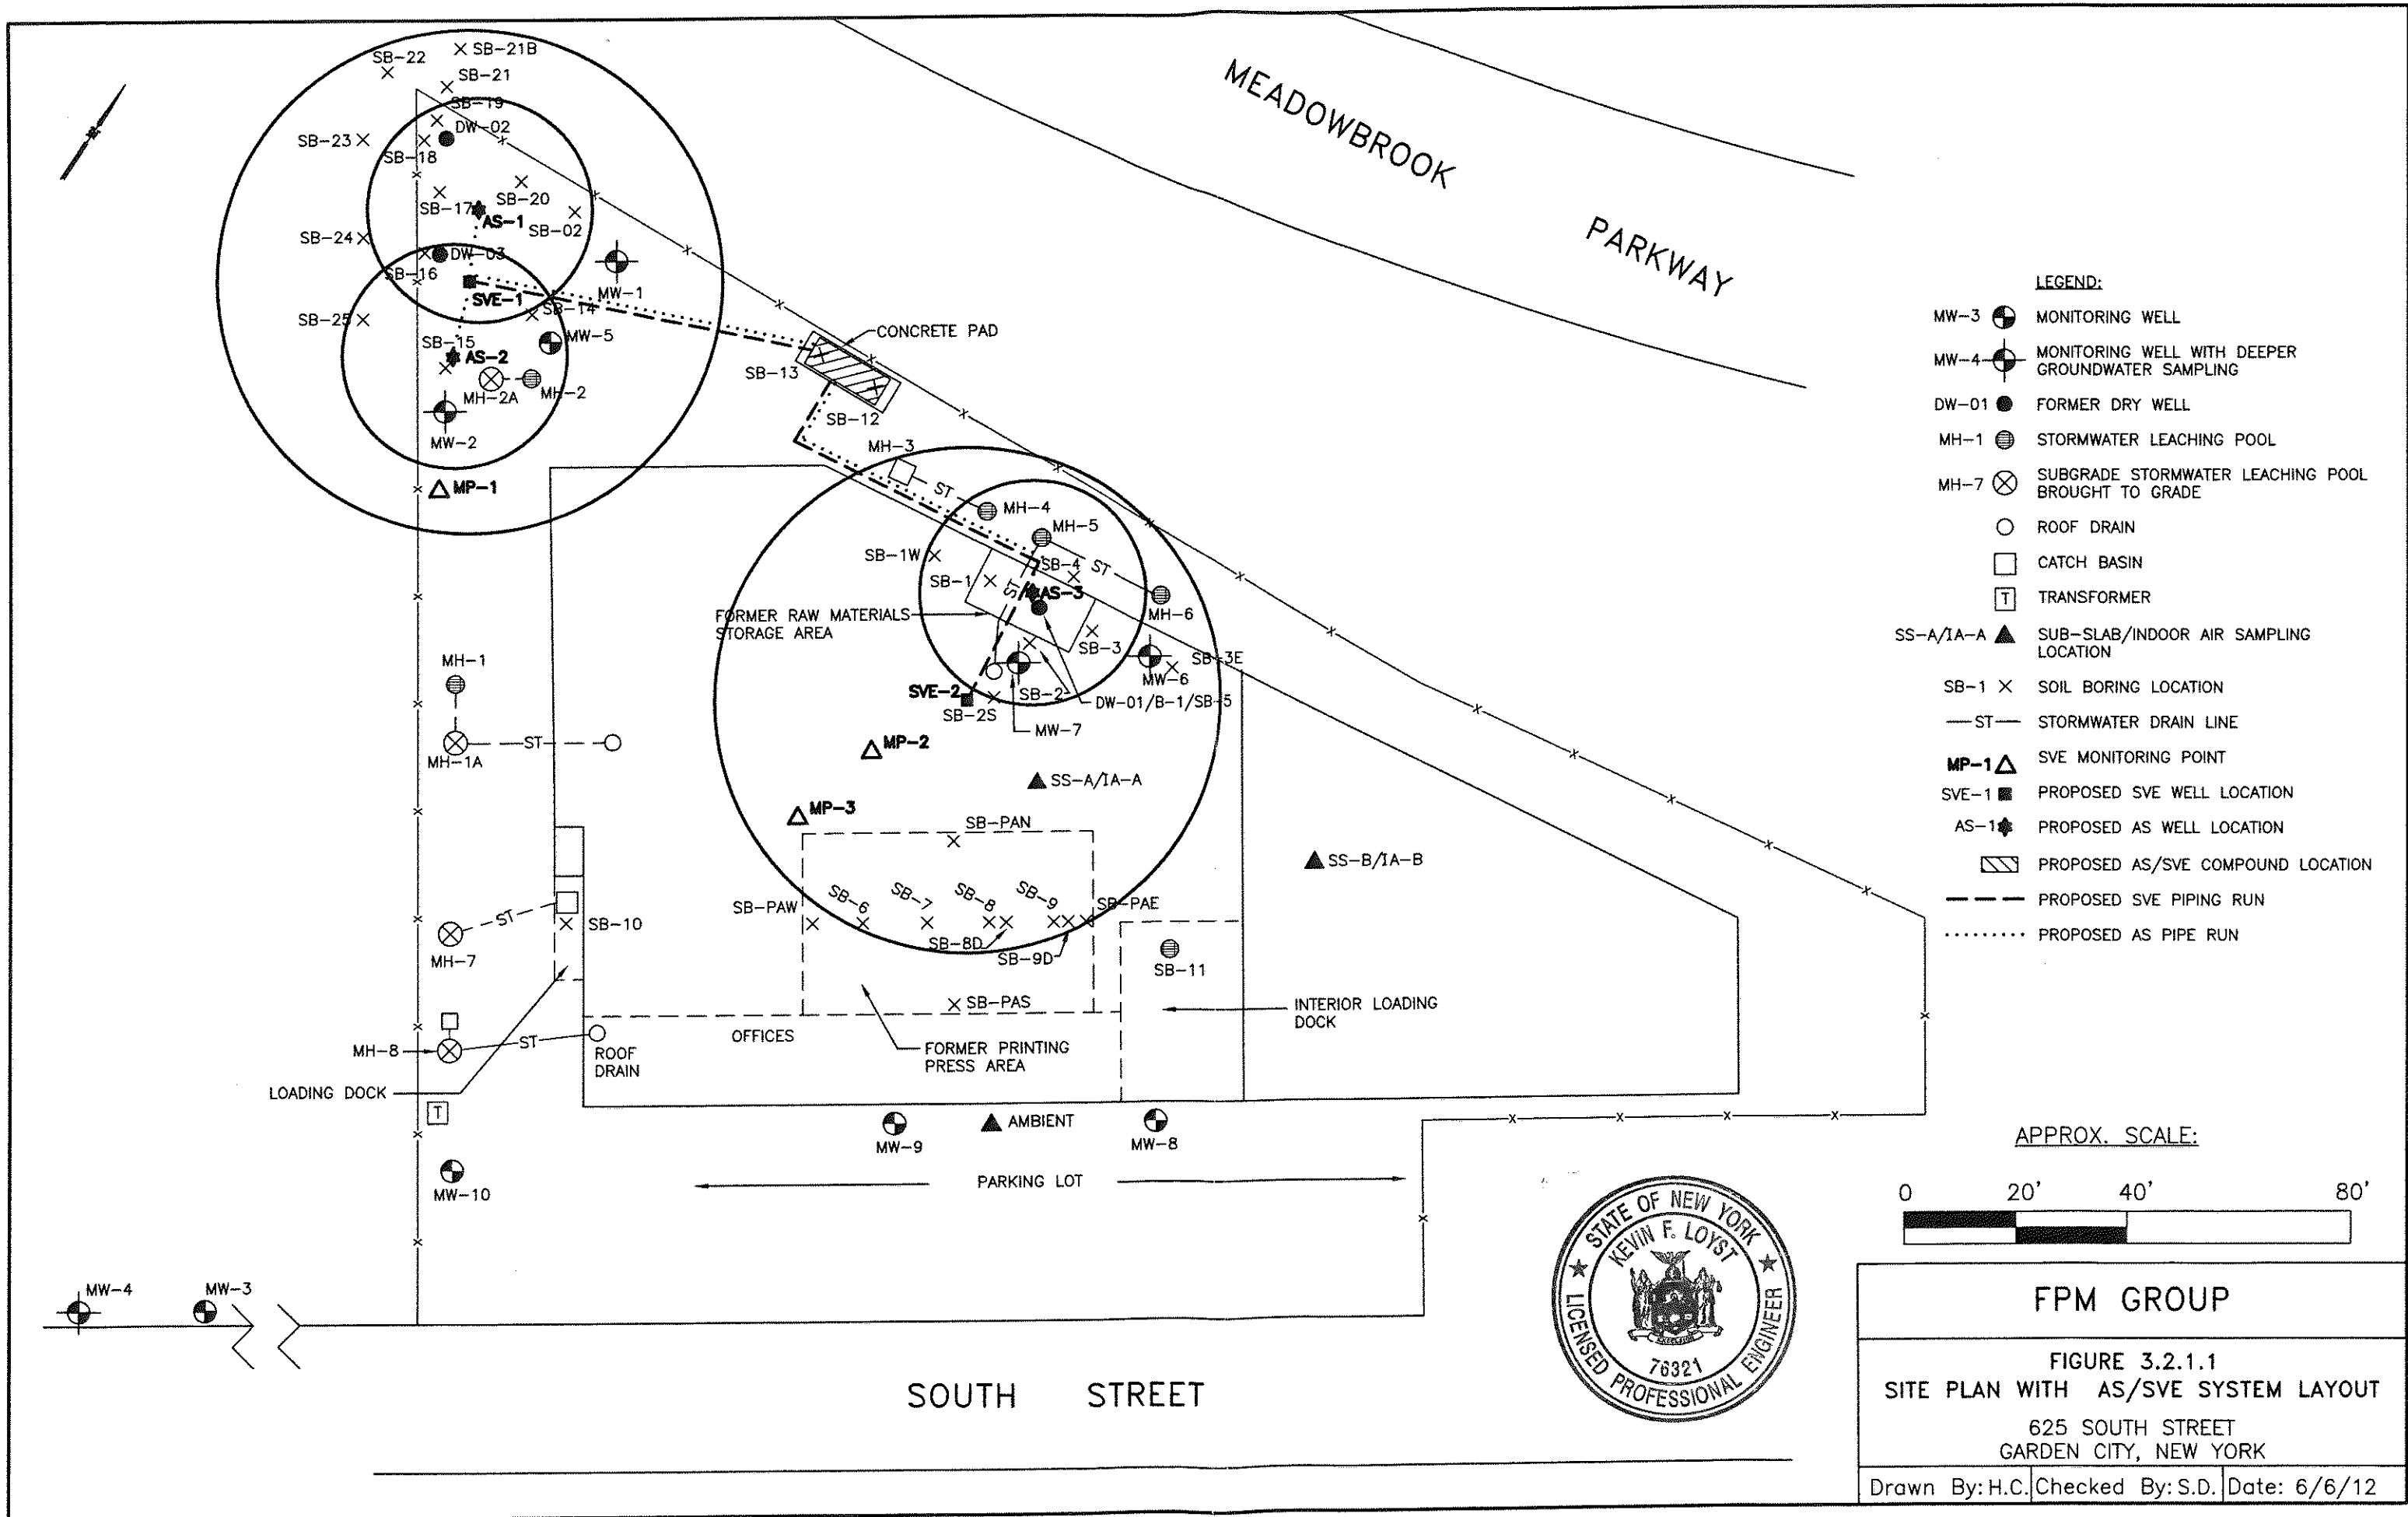 MEADOWBROOK
PARKWAY
SB-22
SB-21B
SB-21
SB-19
DW-02
SB-23
SB-18
SB-20
SB-17
AS-1
SB-02
SB-24
DW-03
SB-16
SVE-1
MW-1
SB-14
SB-25
SB-15
AS-2
MW-5
MH-2A
MH-2
MW-2
MP-1
CONCRETE PAD
SB-13
SB-12
MH-3
ST
MH-4
MH-5
SB-1W
SB-4
ST
SB-1
ST
AS-3
MH-6
FORMER RAW MATERIALS
STORAGE AREA
SB-3
SB-3E
MW-6
SVE-2
SB-2
SB-2S
DW-01/B-1/SB-5
MW-7
MP-2
SS-A/IA-A
MP-3
MH-1
ST
MH-1A
SB-PAN
SS-B/IA-B
SB-PAW
SB-6
SB-7
SB-8
SB-9
SB-PAE
SB-8D
SB-9D
SB-10
ST
MH-7
SB-11
SB-PAS
INTERIOR LOADING
DOCK
OFFICES
FORMER PRINTING
PRESS AREA
MH-8
ST
ROOF
DRAIN
LOADING DOCK
T
MW-9
AMBIENT
MW-8
PARKING LOT
MW-10
MW-4
MW-3
SOUTH STREET
LEGEND:
MW-3 MONITORING WELL
MW-4 MONITORING WELL WITH DEEPER
GROUNDWATER SAMPLING
DW-01 FORMER DRY WELL
MH-1 STORMWATER LEACHING POOL
MH-7 SUBGRADE STORMWATER LEACHING POOL
BROUGHT TO GRADE
ROOF DRAIN
CATCH BASIN
T TRANSFORMER
SS-A/IA-A SUB-SLAB/INDOOR AIR SAMPLING
LOCATION
SB-1 SOIL BORING LOCATION
ST STORMWATER DRAIN LINE
MP-1 SVE MONITORING POINT
SVE-1 PROPOSED SVE WELL LOCATION
AS-1 PROPOSED AS WELL LOCATION
PROPOSED AS/SVE COMPOUND LOCATION
PROPOSED SVE PIPING RUN
PROPOSED AS PIPE RUN
APPROX. SCALE:
0 20' 40' 80'
STATE OF NEW YORK
KEVIN F. LOYST
EXCELSIOR
76321
LICENSED PROFESSIONAL ENGINEER
FPM GROUP
FIGURE 3.2.1.1
SITE PLAN WITH AS/SVE SYSTEM LAYOUT
625 SOUTH STREET
GARDEN CITY, NEW YORK
Drawn By: H.C. Checked By: S.D. Date: 6/6/12